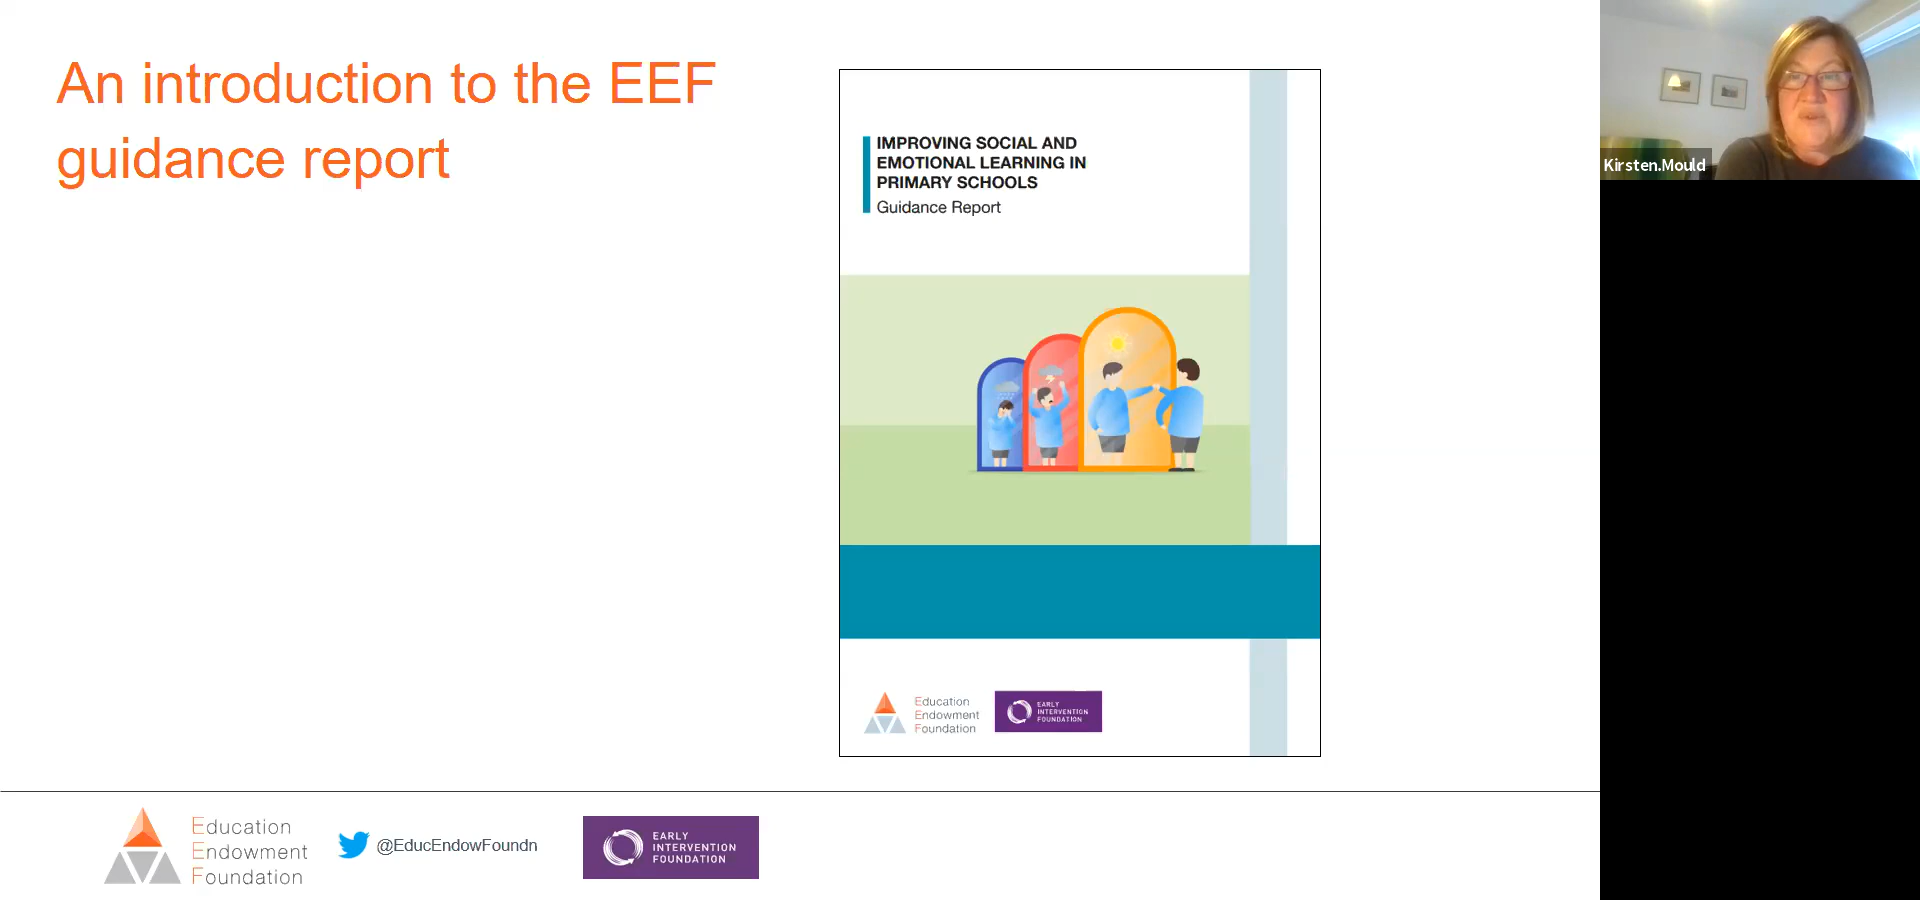 An introduction to the EEF
guidance report
IMPROVING SOCIAL AND
EMOTIONAL LEARNING IN
PRIMARY SCHOOLS
Guidance Report
Education
Endowment
Foundation
EARLY
INTERVENTION
FOUNDATION
Education
Endowment
Foundation
@EducEndowFoundn
EARLY
INTERVENTION
FOUNDATION
Kirsten.Mould